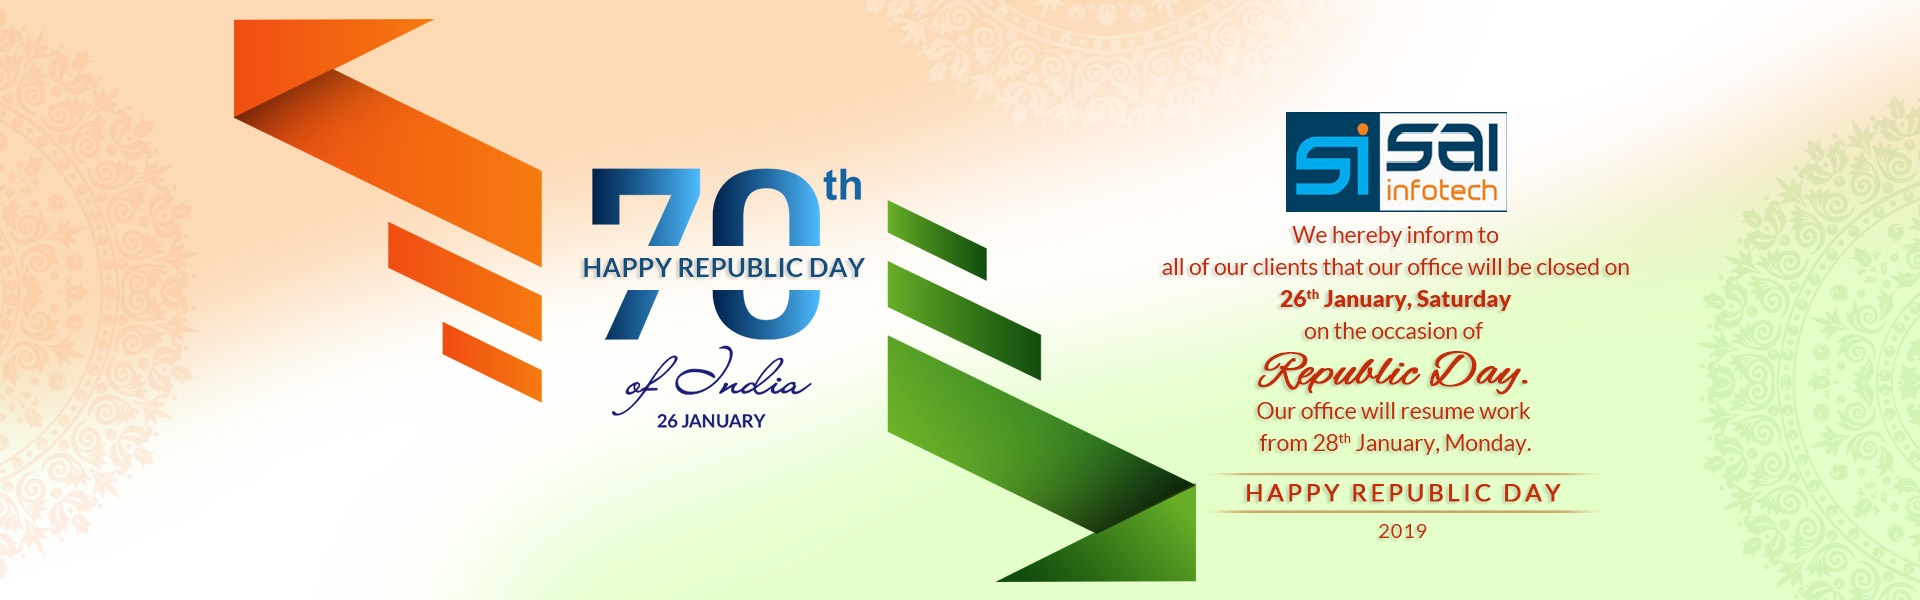 70th
HAPPY REPUBLIC DAY
of India
26 JANUARY
si sai
infotech
We hereby inform to
all of our clients that our office will be closed on
26th January, Saturday
on the occasion of
Republic Day.
Our office will resume work
from 28th January, Monday.
HAPPY REPUBLIC DAY
2019